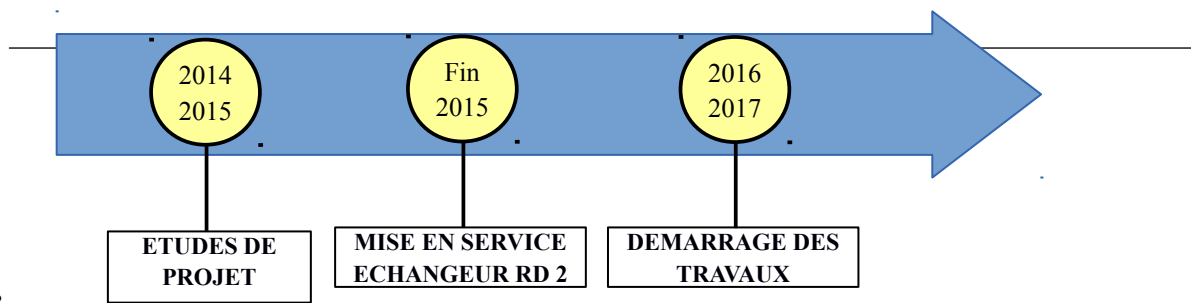 2014
2015
Fin
2015
2016
2017
ETUDES DE
PROJET
MISE EN SERVICE
ECHANGEUR RD 2
DEMARRAGE DES
TRAVAUX